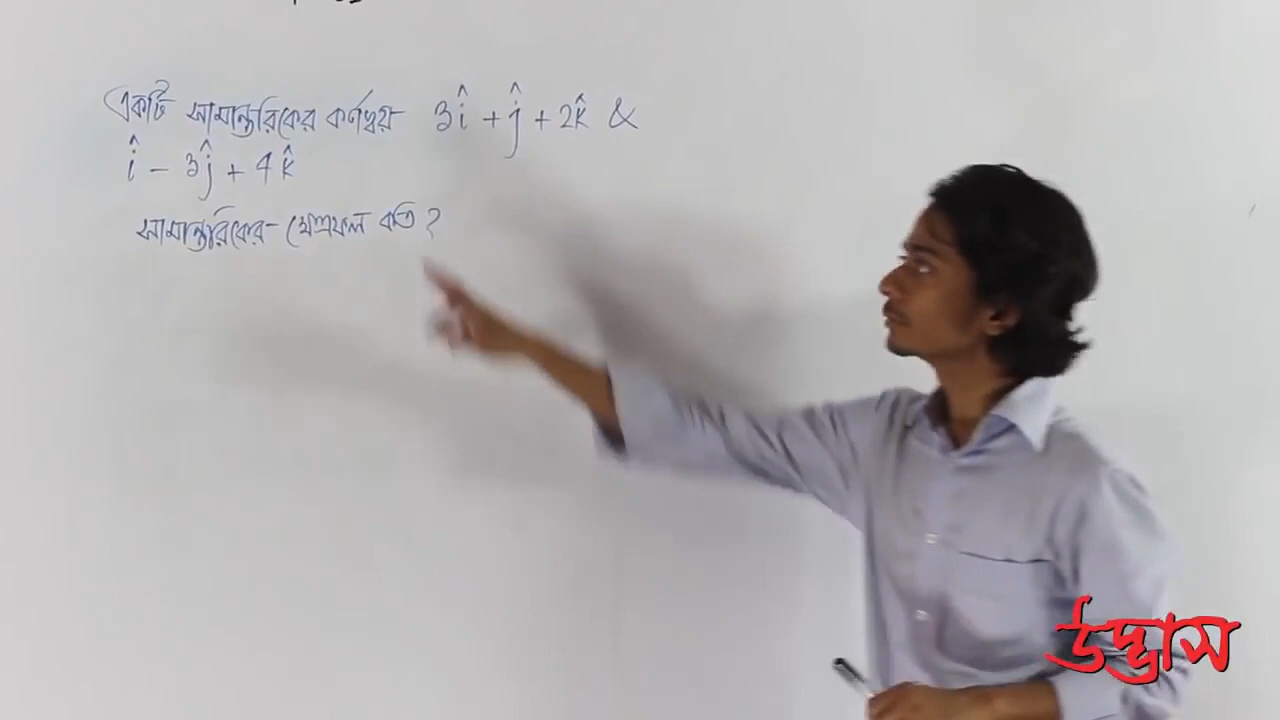 একটি সামান্তরিকের কর্ণদ্বয় 3î + ĵ + 2k̂ &
î - 3ĵ + 4k̂
সামান্তরিকের ক্ষেত্রফল কত?
উদ্ভাস